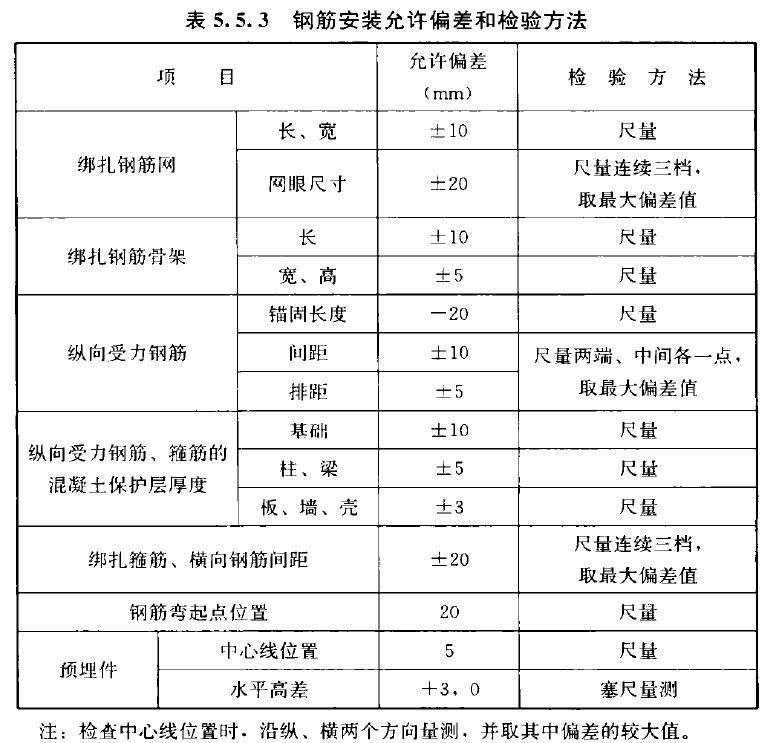 表 5.5.3 钢筋安装允许偏差和检验方法
项 目 允许偏差 (mm) 检 验 方 法
绑扎钢筋网 长、宽 ±10 尺量
网眼尺寸 ±20 尺量连续三档，取最大偏差值
绑扎钢筋骨架 长 ±10 尺量
宽、高 ±5 尺量
纵向受力钢筋 锚固长度 －20 尺量
间距 ±10 尺量两端、中间各一点，取最大偏差值
排距 ±5
纵向受力钢筋、箍筋的混凝土保护层厚度 基础 ±10 尺量
柱、梁 ±5 尺量
板、墙、壳 ±3 尺量
绑扎箍筋、横向钢筋间距 ±20 尺量连续三档，取最大偏差值
钢筋弯起点位置 20 尺量
预埋件 中心线位置 5 尺量
水平高差 +3，0 塞尺量测
注：检查中心线位置时，沿纵、横两个方向量测，并取其中偏差的较大值。